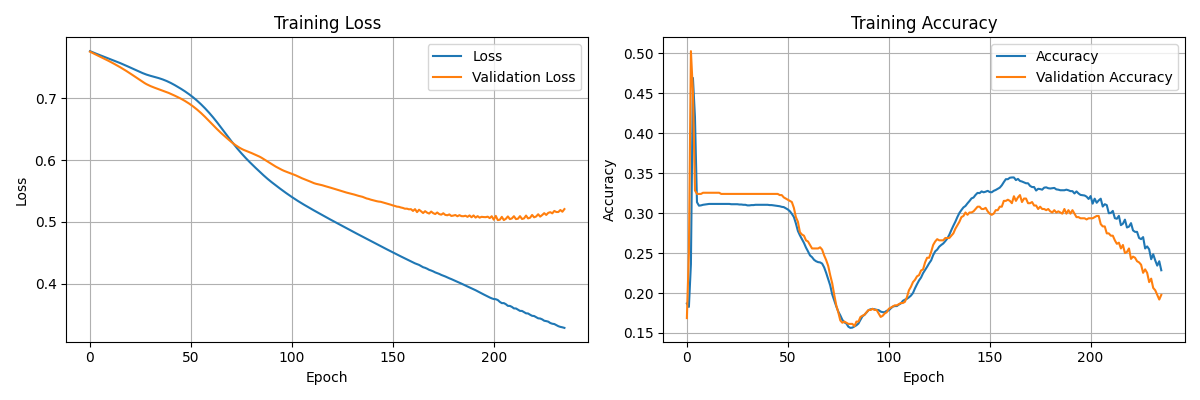 Training Loss
Loss
Validation Loss
0.7
0.6
0.5
0.4
Loss
0
50
100
150
200
Epoch
Training Accuracy
Accuracy
Validation Accuracy
0.50
0.45
0.40
0.35
0.30
0.25
0.20
0.15
Accuracy
0
50
100
150
200
Epoch